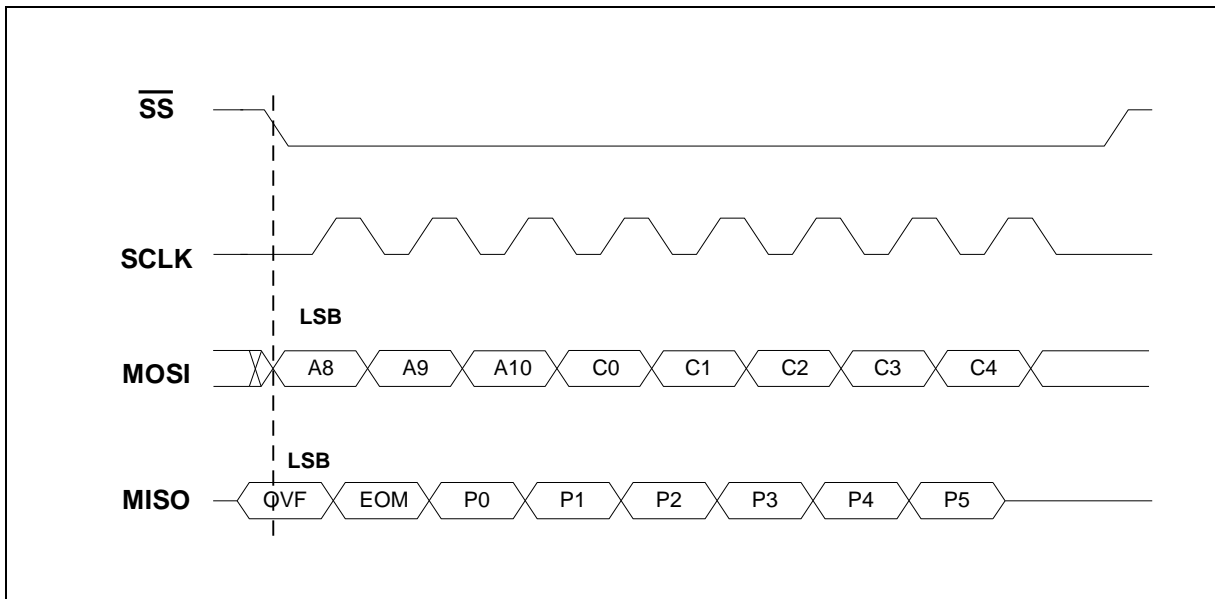 SS
SCLK
LSB
MOSI A8 A9 A10 C0 C1 C2 C3 C4
LSB
MISO OVF EOM P0 P1 P2 P3 P4 P5